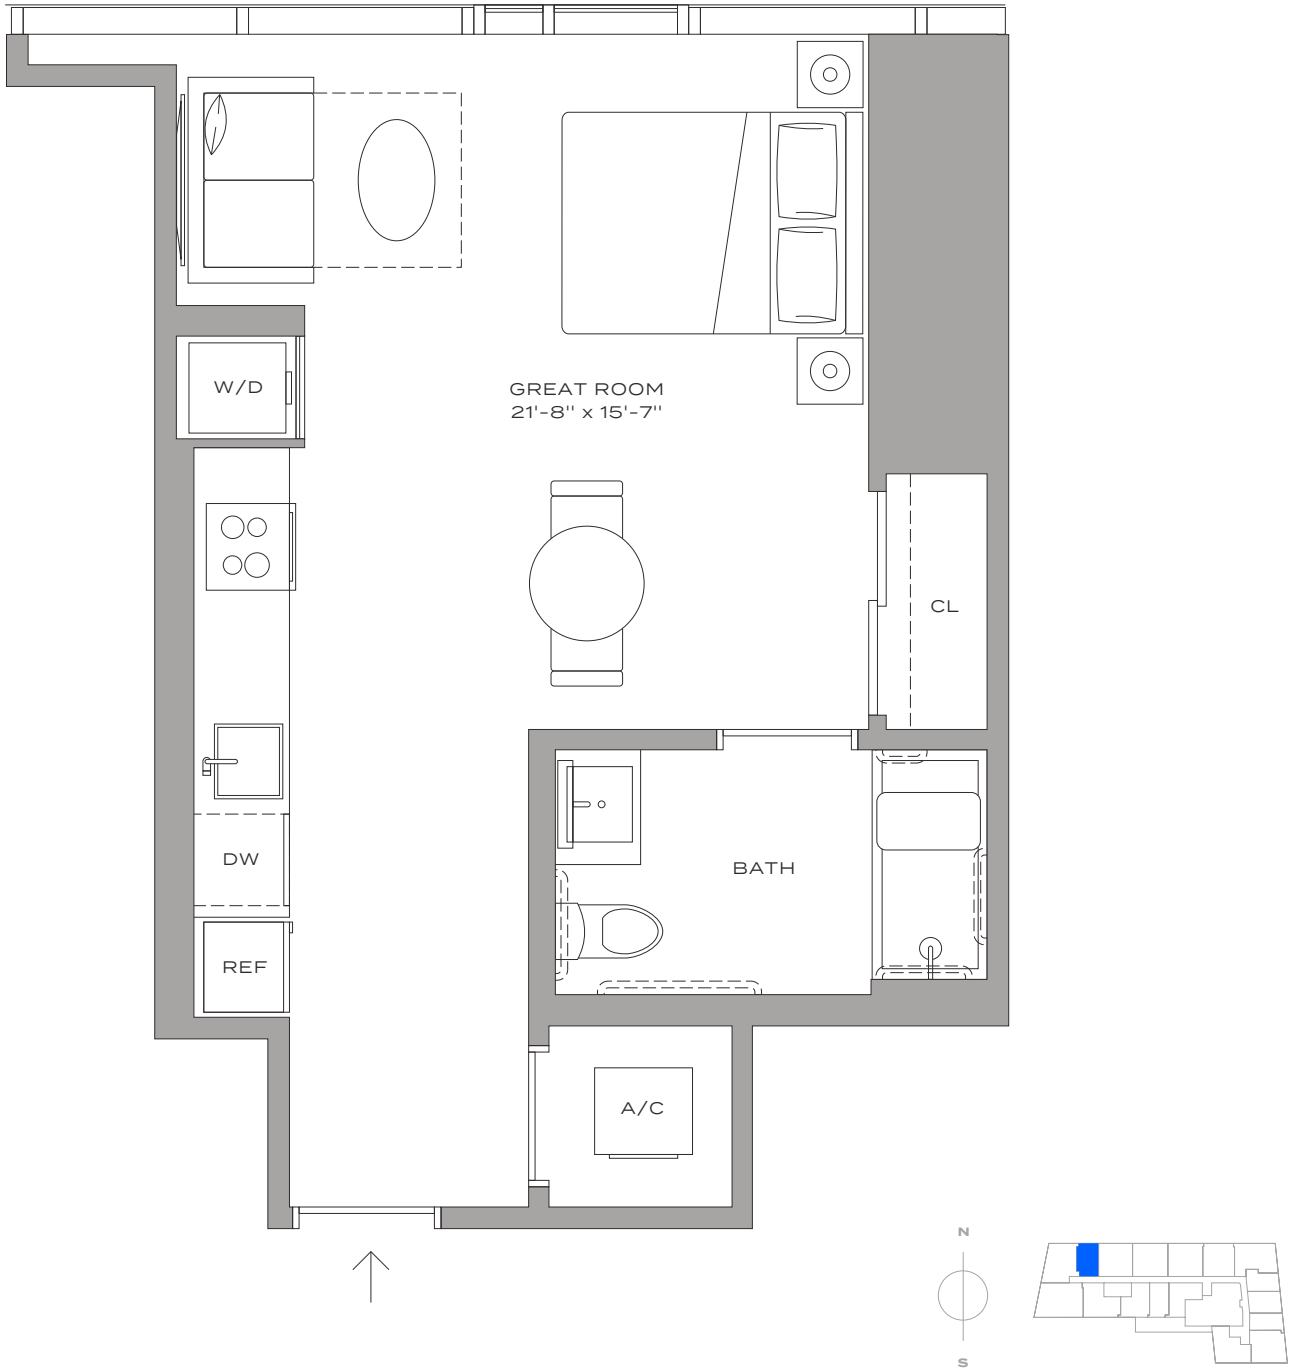 W/D
GREAT ROOM
21'-8" x 15'-7"
CL
DW
BATH
REF
A/C
N
S